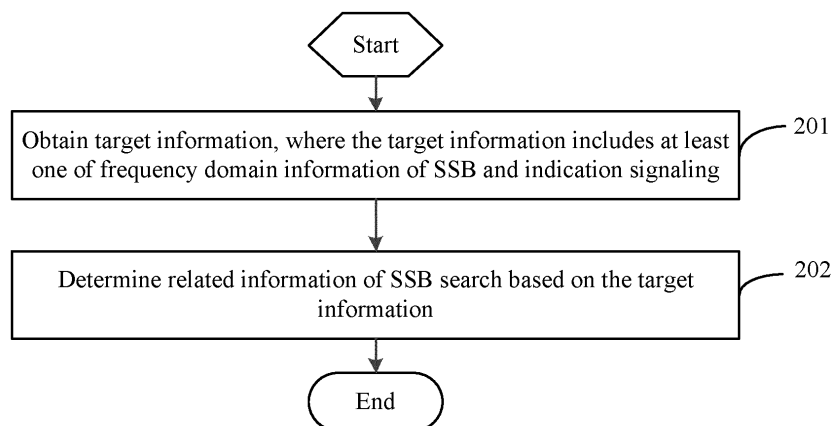 Start
Obtain target information, where the target information includes at least
one of frequency domain information of SSB and indication signaling
201
Determine related information of SSB search based on the target
information
202
End